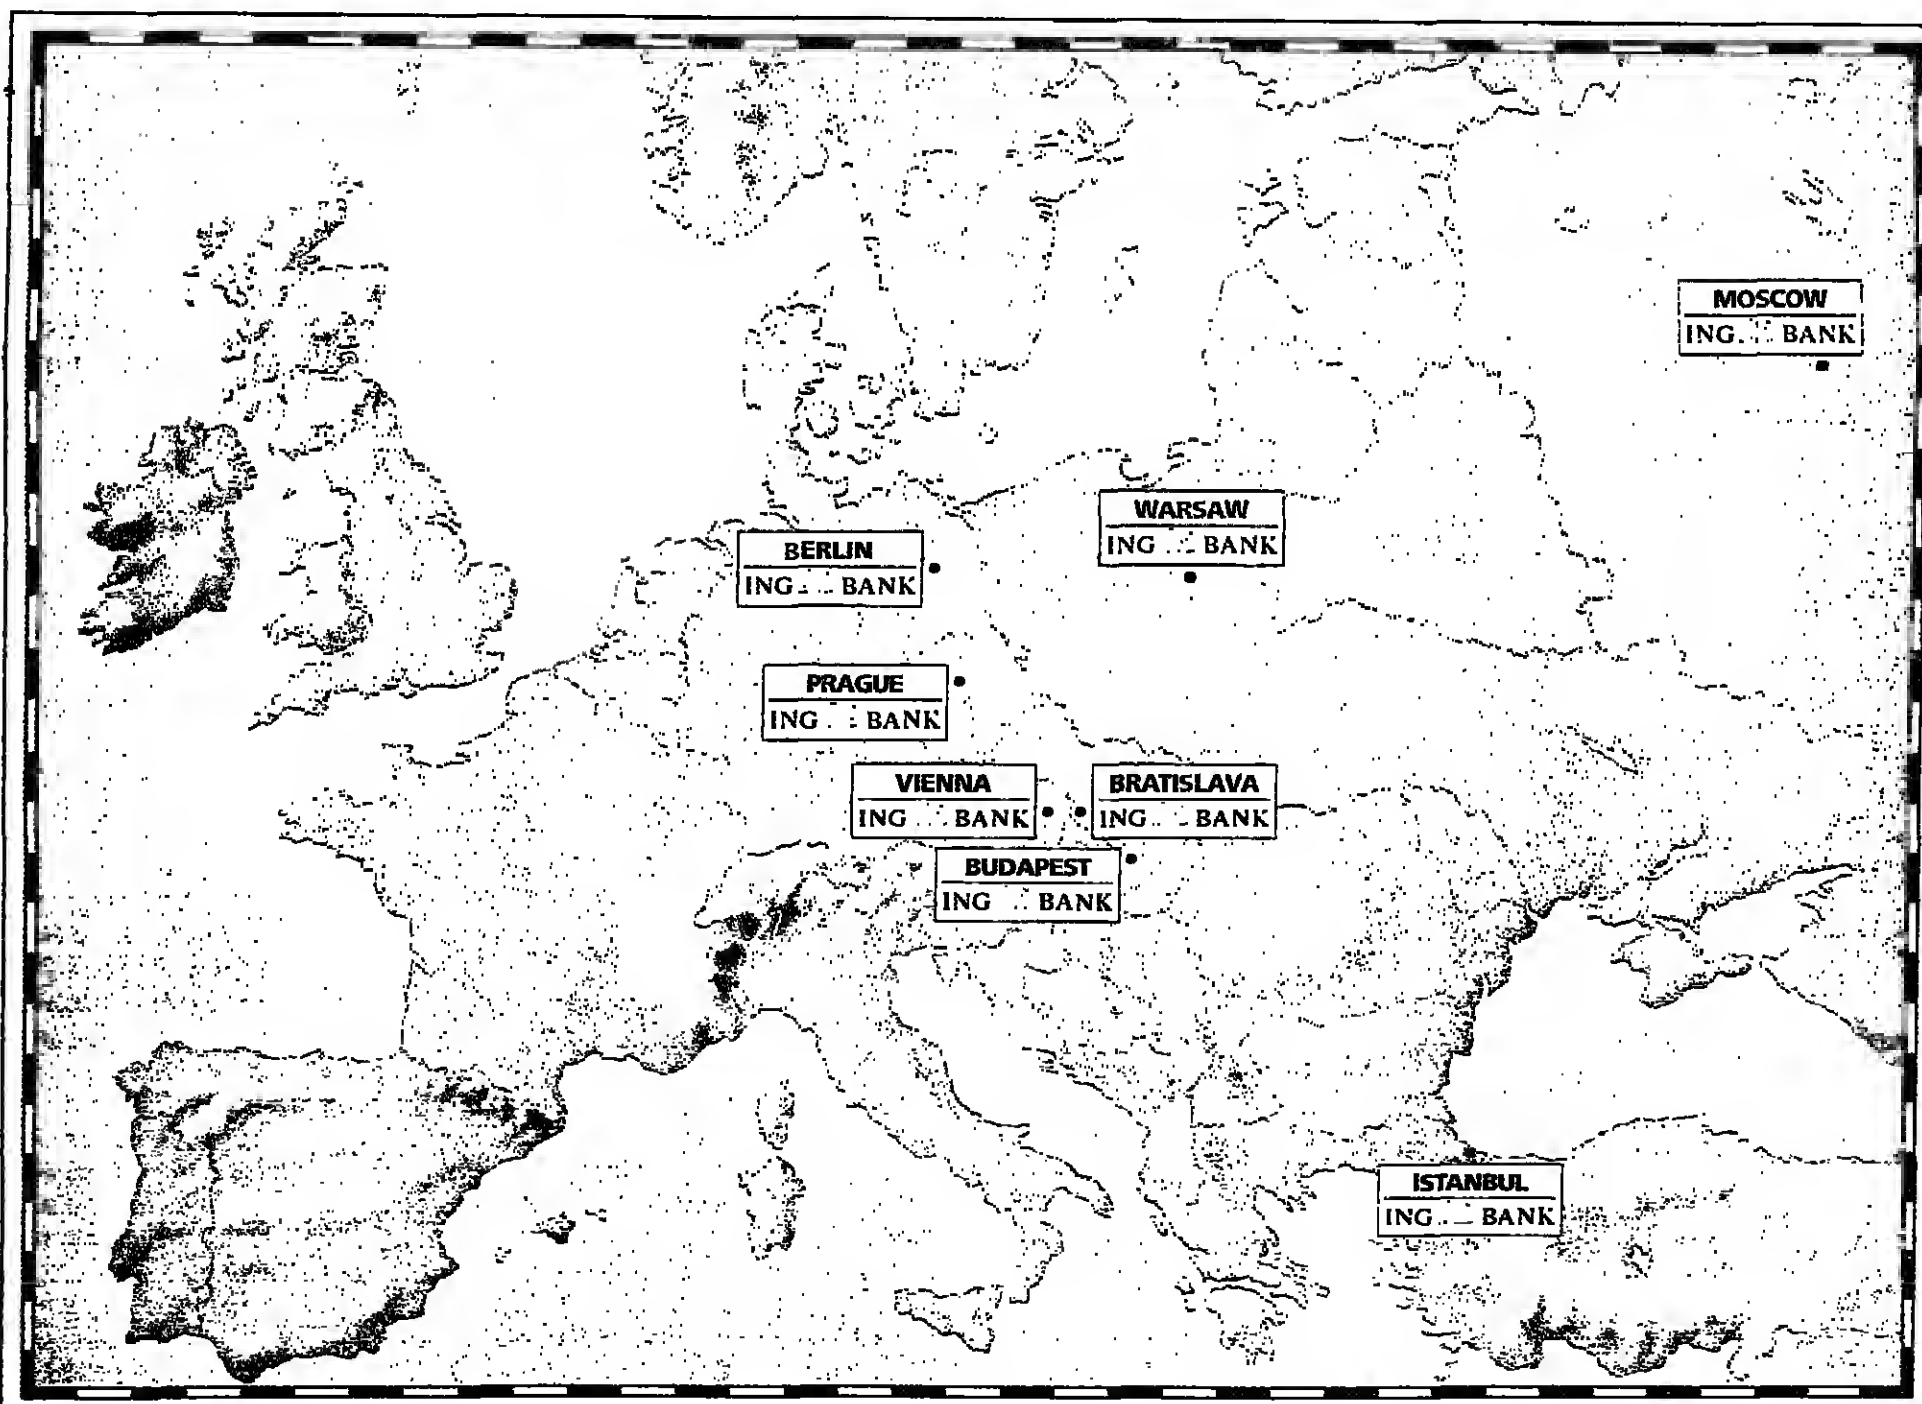 MOSCOW
ING BANK
WARSAW
ING BANK
BERLIN
ING BANK
PRAGUE
ING BANK
VIENNA
ING BANK
BRATISLAVA
ING BANK
BUDAPEST
ING BANK
ISTANBUL
ING BANK